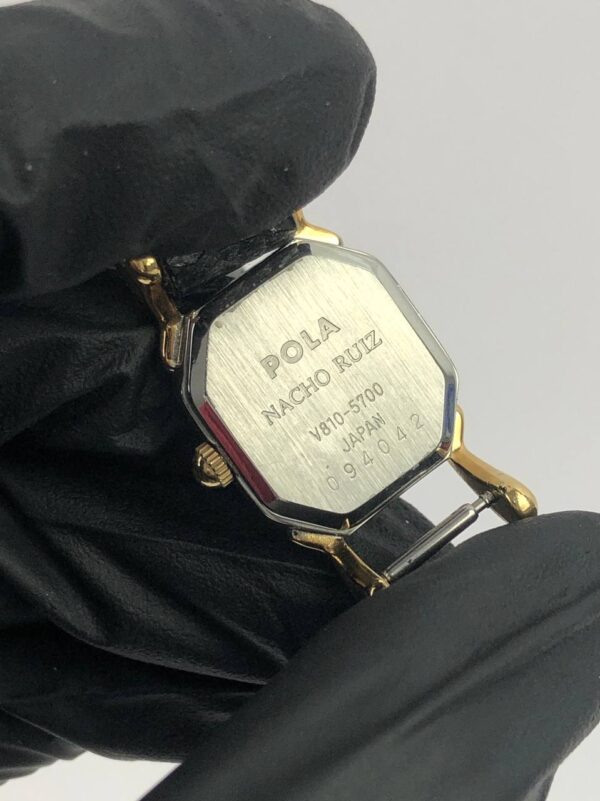 POLA
NACHO RUIZ
V810-5700
JAPAN
094042